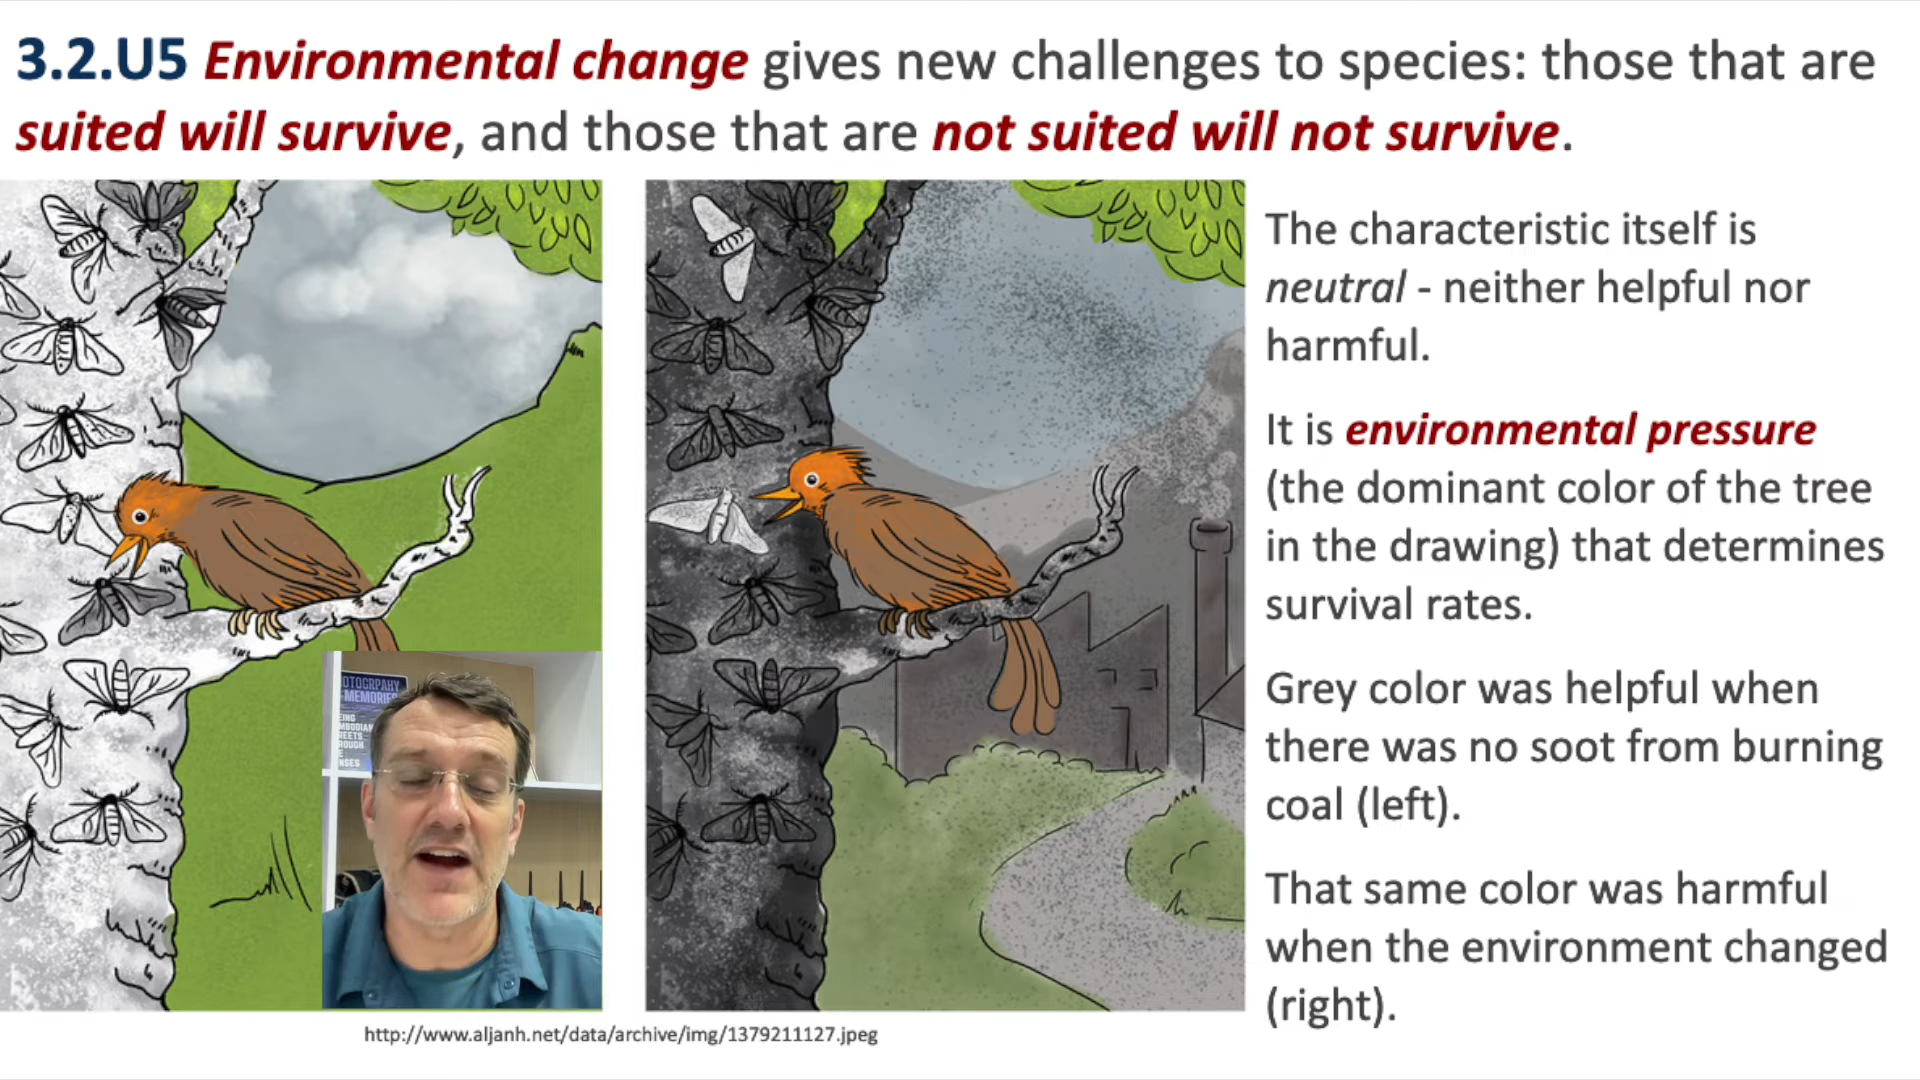 3.2.U5 Environmental change gives new challenges to species: those that are
suited will survive, and those that are not suited will not survive.
The characteristic itself is
neutral - neither helpful nor
harmful.
It is environmental pressure
(the dominant color of the tree
in the drawing) that determines
survival rates.
Grey color was helpful when
there was no soot from burning
coal (left).
That same color was harmful
when the environment changed
(right).
MEMORIES
http://www.aljanh.net/data/archive/img/1379211127.jpeg